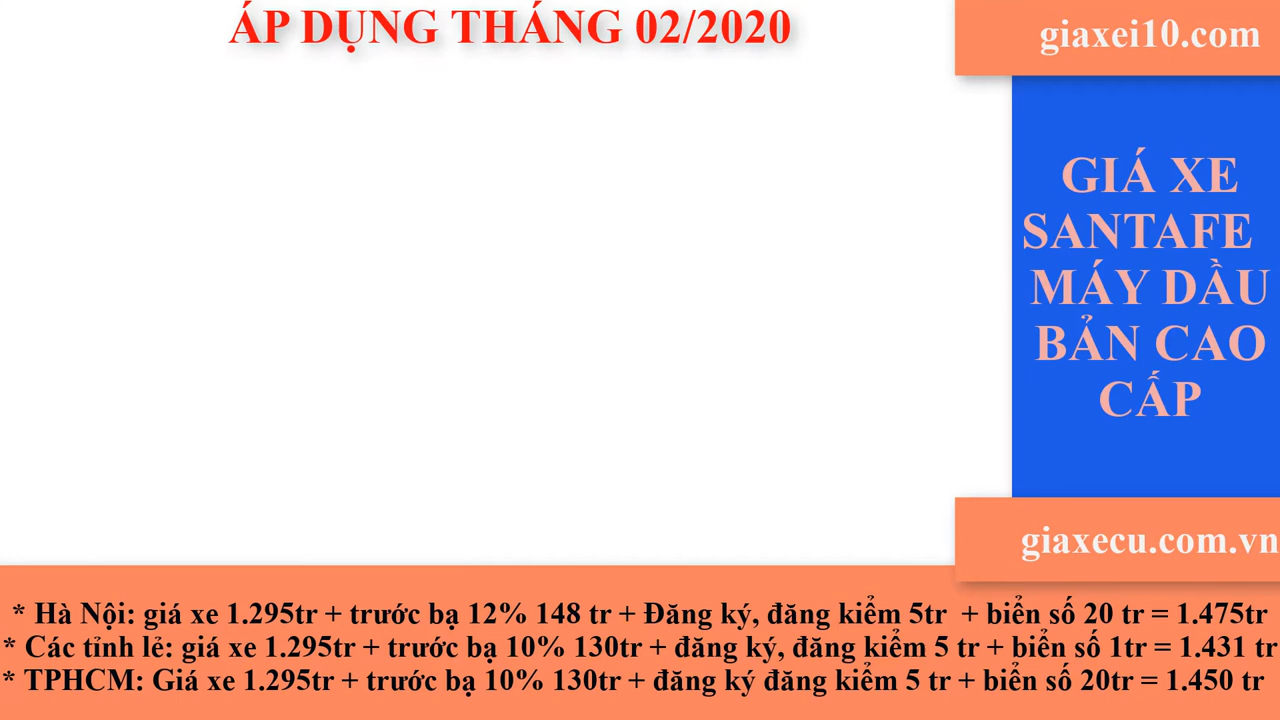 ÁP DỤNG THÁNG 02/2020
giaxei10.com
GIÁ XE
SANTAFE
MÁY DẦU
BẢN CAO
CẤP
giaxecu.com.vn
* Hà Nội: giá xe 1.295tr + trước bạ 12% 148 tr + Đăng ký, đăng kiểm 5tr + biển số 20 tr = 1.475tr
* Các tỉnh lẻ: giá xe 1.295tr + trước bạ 10% 130tr + đăng ký, đăng kiểm 5 tr + biển số 1tr = 1.431 tr
* TPHCM: Giá xe 1.295tr + trước bạ 10% 130tr + đăng ký đăng kiểm 5 tr + biển số 20tr = 1.450 tr